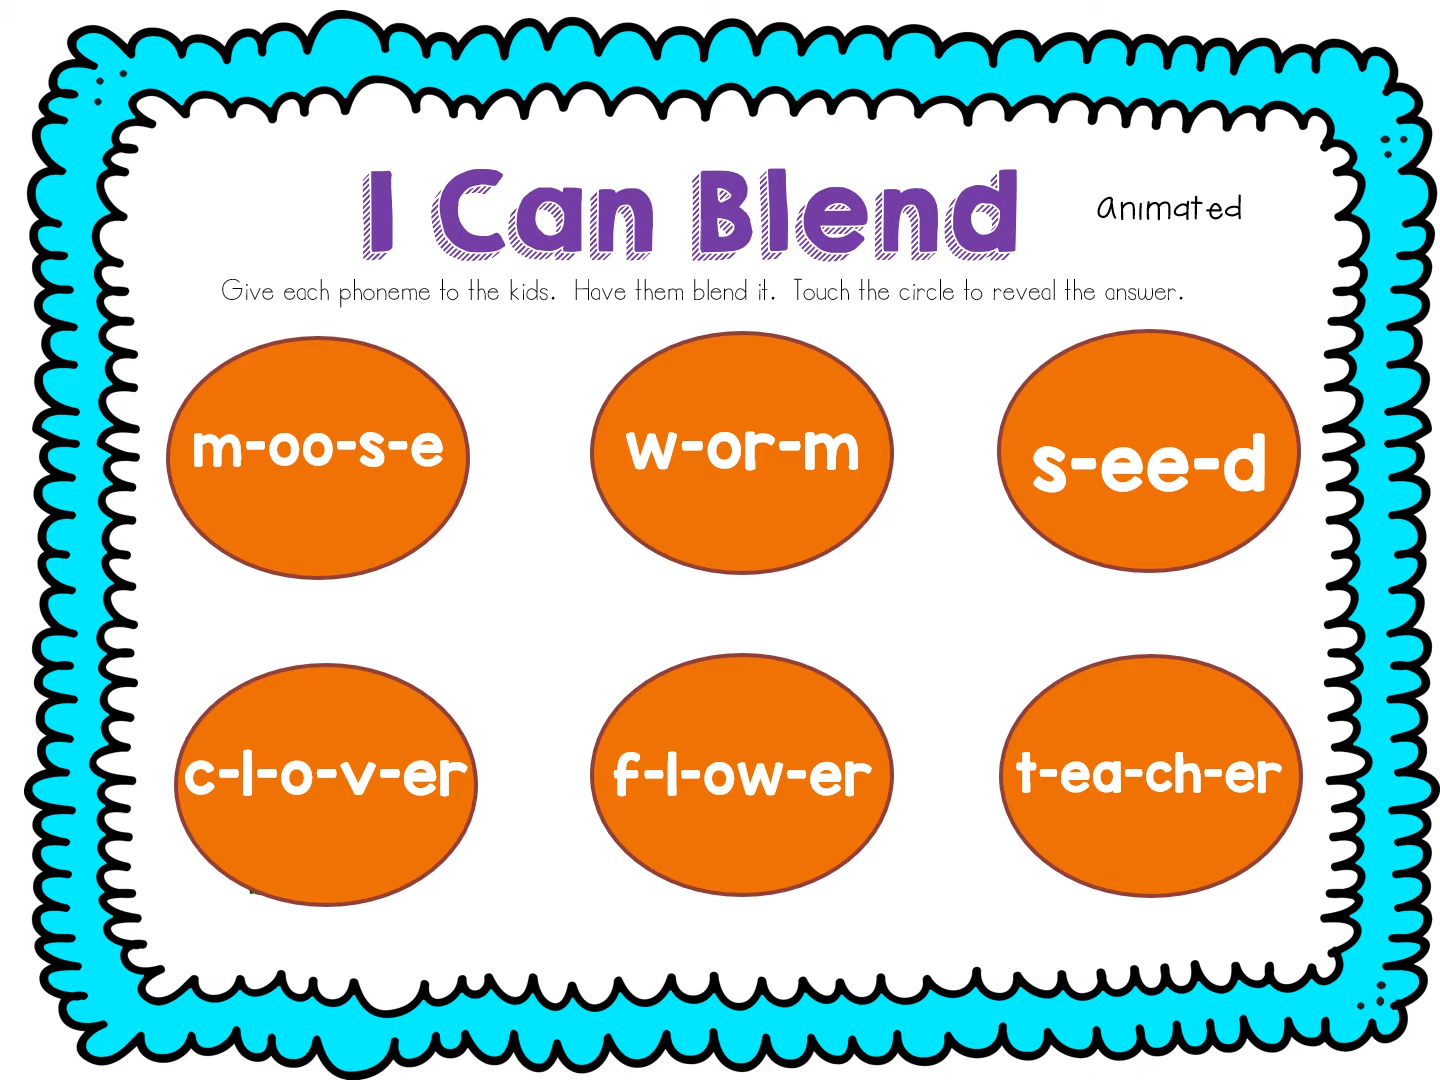 I Can Blend
Animated
Give each phoneme to the kids. Have them blend it. Touch the circle to reveal the answer.
m-oo-s-e
w-or-m
s-ee-d
c-l-o-v-er
f-l-ow-er
t-ea-ch-er